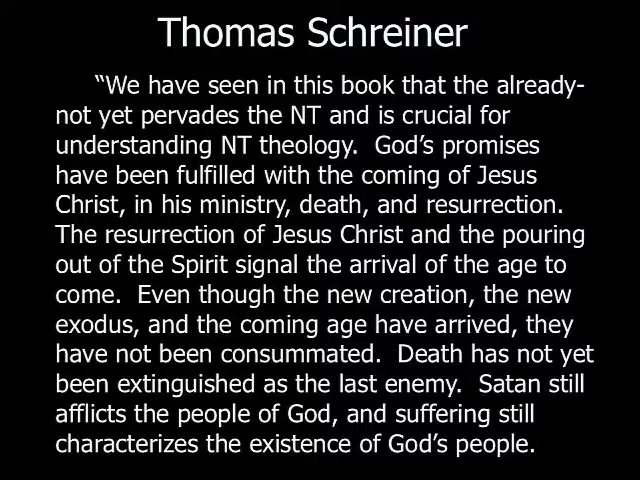 Thomas Schreiner
“We have seen in this book that the already-
not yet pervades the NT and is crucial for
understanding NT theology.  God’s promises
have been fulfilled with the coming of Jesus
Christ, in his ministry, death, and resurrection.
The resurrection of Jesus Christ and the pouring
out of the Spirit signal the arrival of the age to
come.  Even though the new creation, the new
exodus, and the coming age have arrived, they
have not been consummated.  Death has not yet
been extinguished as the last enemy.  Satan still
afflicts the people of God, and suffering still
characterizes the existence of God’s people.